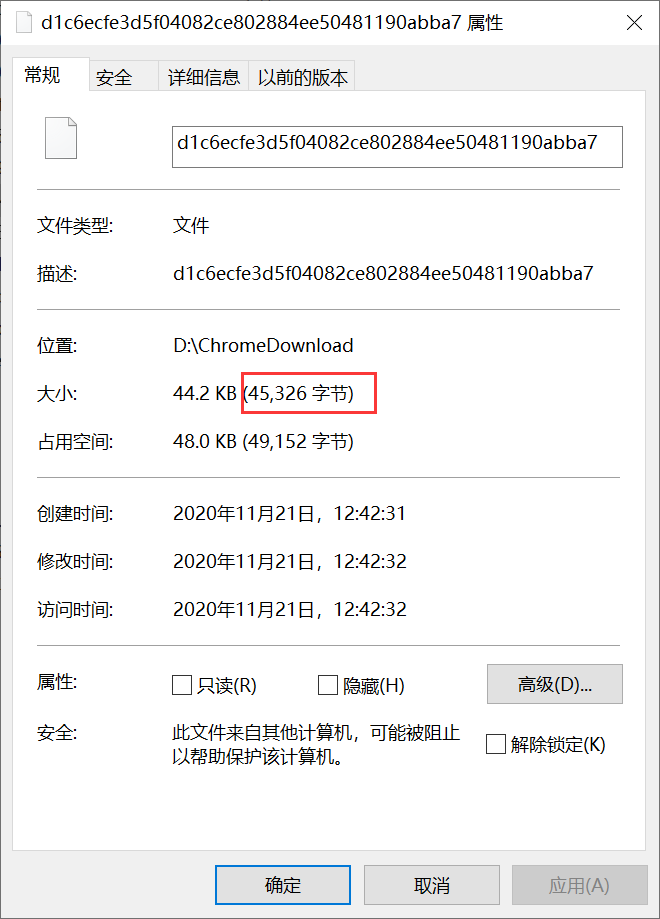 d1c6ecfe3d5f04082ce802884ee50481190abba7 属性
常规 安全 详细信息 以前的版本
d1c6ecfe3d5f04082ce802884ee50481190abba7
文件类型: 文件
描述: d1c6ecfe3d5f04082ce802884ee50481190abba7
位置: D:\ChromeDownload
大小: 44.2 KB (45,326 字节)
占用空间: 48.0 KB (49,152 字节)
创建时间: 2020年11月21日，12:42:31
修改时间: 2020年11月21日，12:42:32
访问时间: 2020年11月21日，12:42:32
属性: 只读(R) 隐藏(H) 高级(D)...
安全: 此文件来自其他计算机，可能被阻止
以帮助保护该计算机。 解除锁定(K)
确定 取消 应用(A)